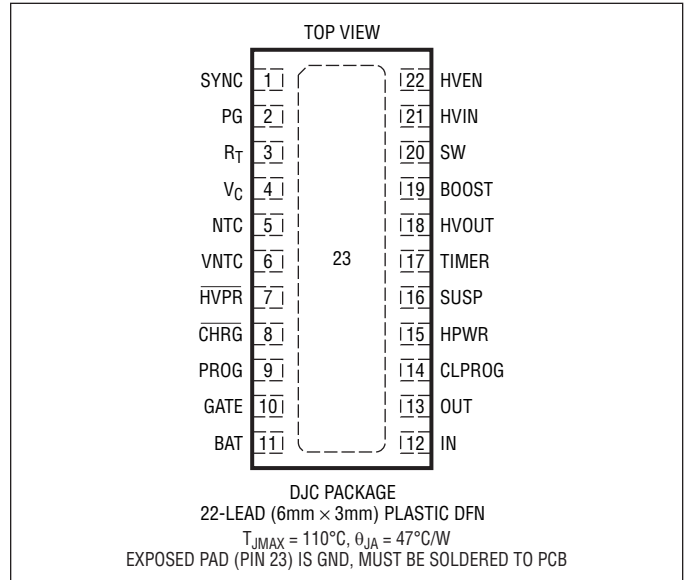 TOP VIEW
SYNC 1 22 HVEN
PG 2 21 HVIN
RT 3 20 SW
VC 4 19 BOOST
NTC 5 18 HVOUT
VNTC 6 23 17 TIMER
HVPR 7 16 SUSP
CHRG 8 15 HPWR
PROG 9 14 CLPROG
GATE 10 13 OUT
BAT 11 12 IN
DJC PACKAGE
22-LEAD (6mm × 3mm) PLASTIC DFN
TJMAX = 110°C, θJA = 47°C/W
EXPOSED PAD (PIN 23) IS GND, MUST BE SOLDERED TO PCB